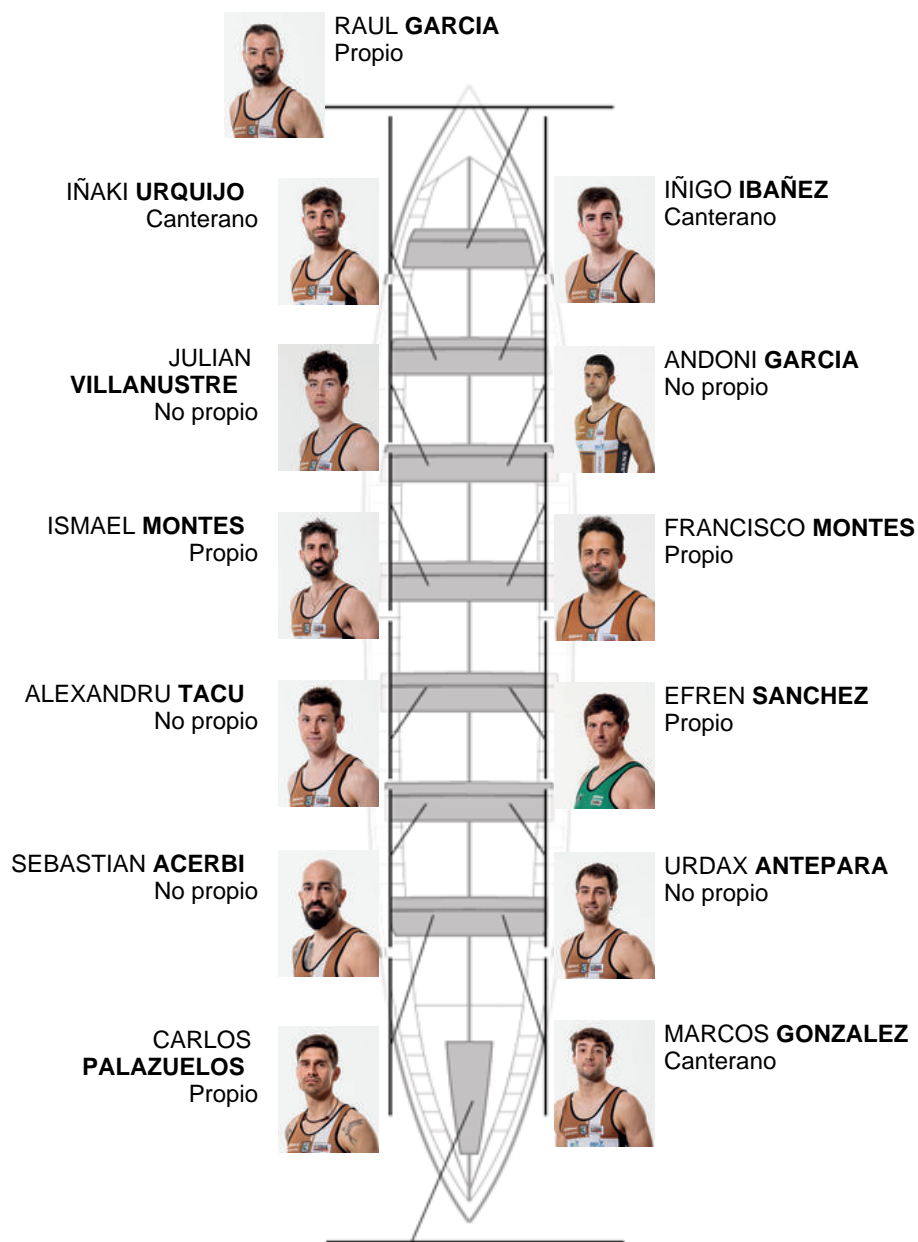 RAUL GARCIA
Propio
IÑAKI URQUIJO
Canterano
IÑIGO IBAÑEZ
Canterano
JULIAN
VILLANUSTRE
No propio
ANDONI GARCIA
No propio
ISMAEL MONTES
Propio
FRANCISCO MONTES
Propio
ALEXANDRU TACU
No propio
EFREN SANCHEZ
Propio
SEBASTIAN ACERBI
No propio
URDAX ANTEPARA
No propio
CARLOS
PALAZUELOS
Propio
MARCOS GONZALEZ
Canterano